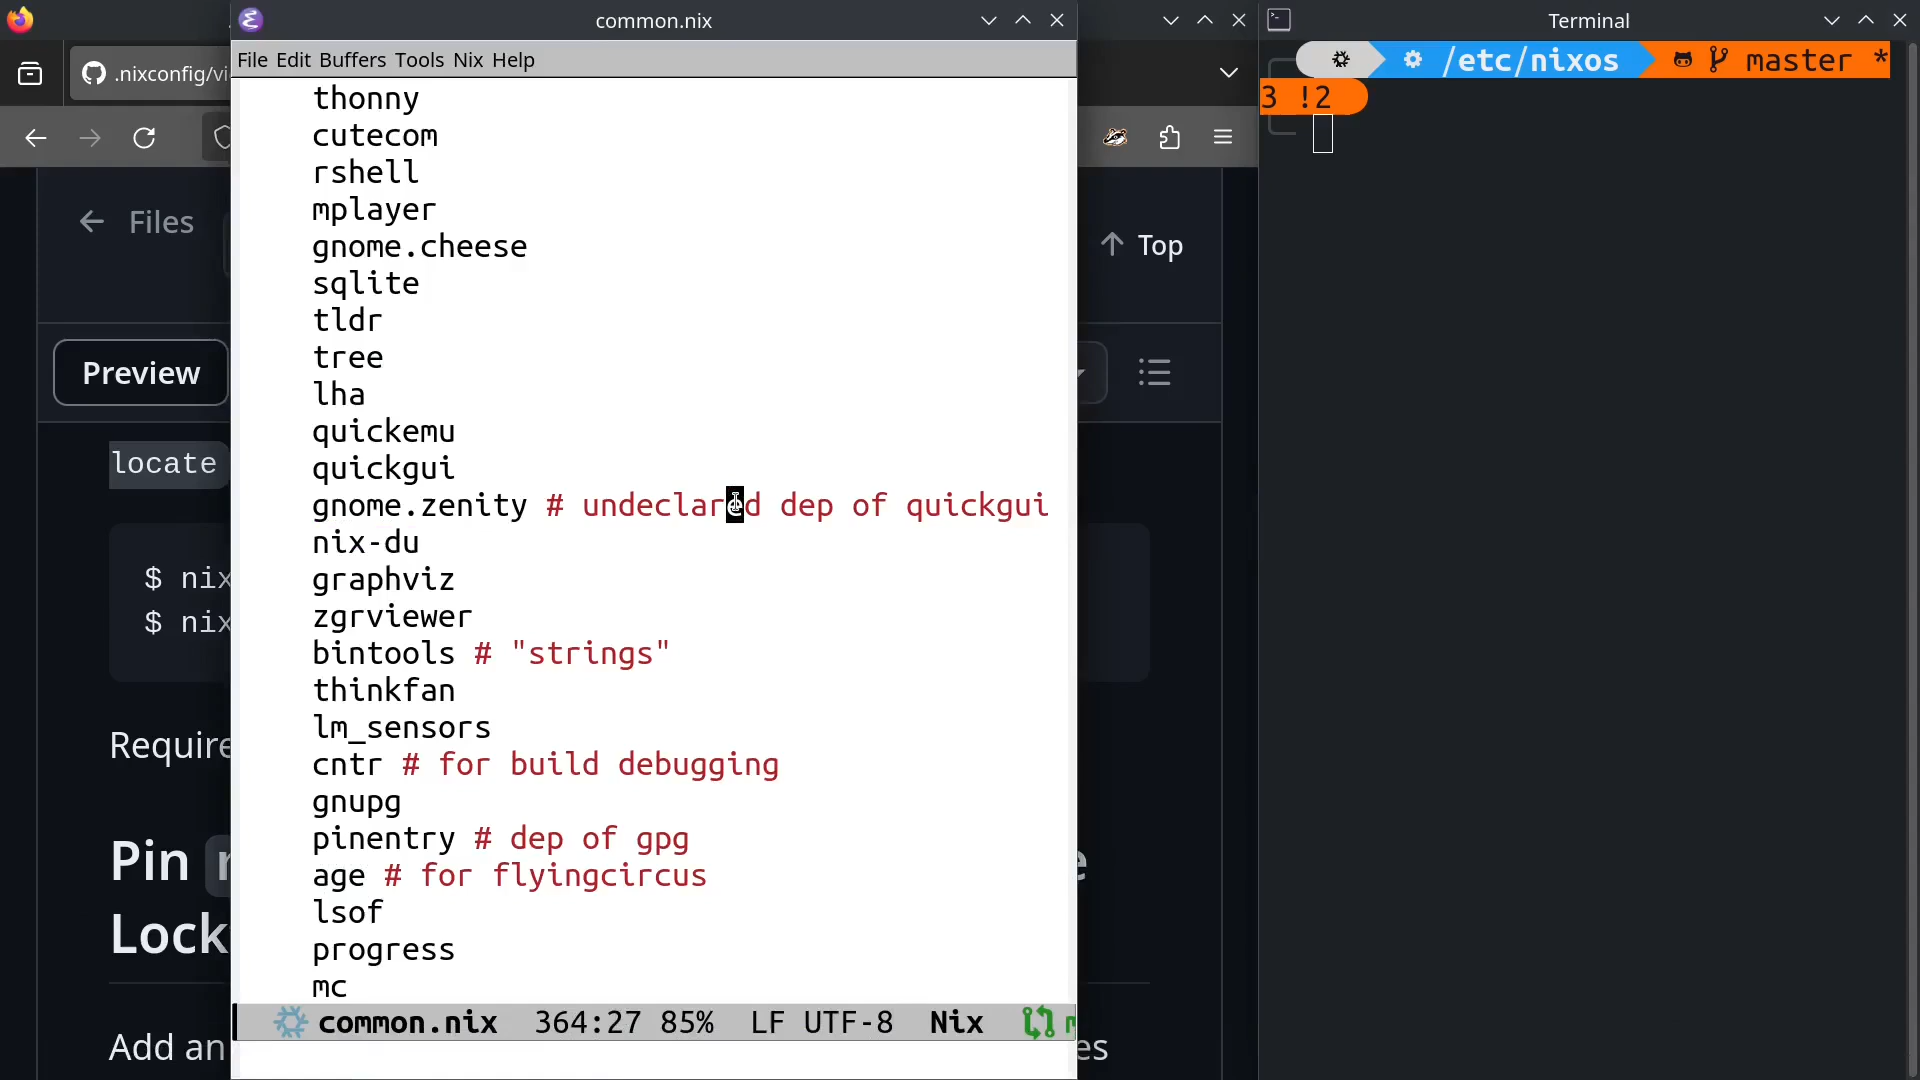 common.nix
Terminal
.nixconfig/vi
File Edit Buffers Tools Nix Help
/etc/nixos master *
3 !2
Files
Top
Preview
locate
$ nix
$ nix
Require
Pin
Lock
Add an
es
thonny
cutecom
rshell
mplayer
gnome.cheese
sqlite
tldr
tree
lha
quickemu
quickgui
gnome.zenity # undeclared dep of quickgui
nix-du
graphviz
zgrviewer
bintools # "strings"
thinkfan
lm_sensors
cntr # for build debugging
gnupg
pinentry # dep of gpg
age # for flyingcircus
lsof
progress
mc
common.nix 364:27 85% LF UTF-8 Nix